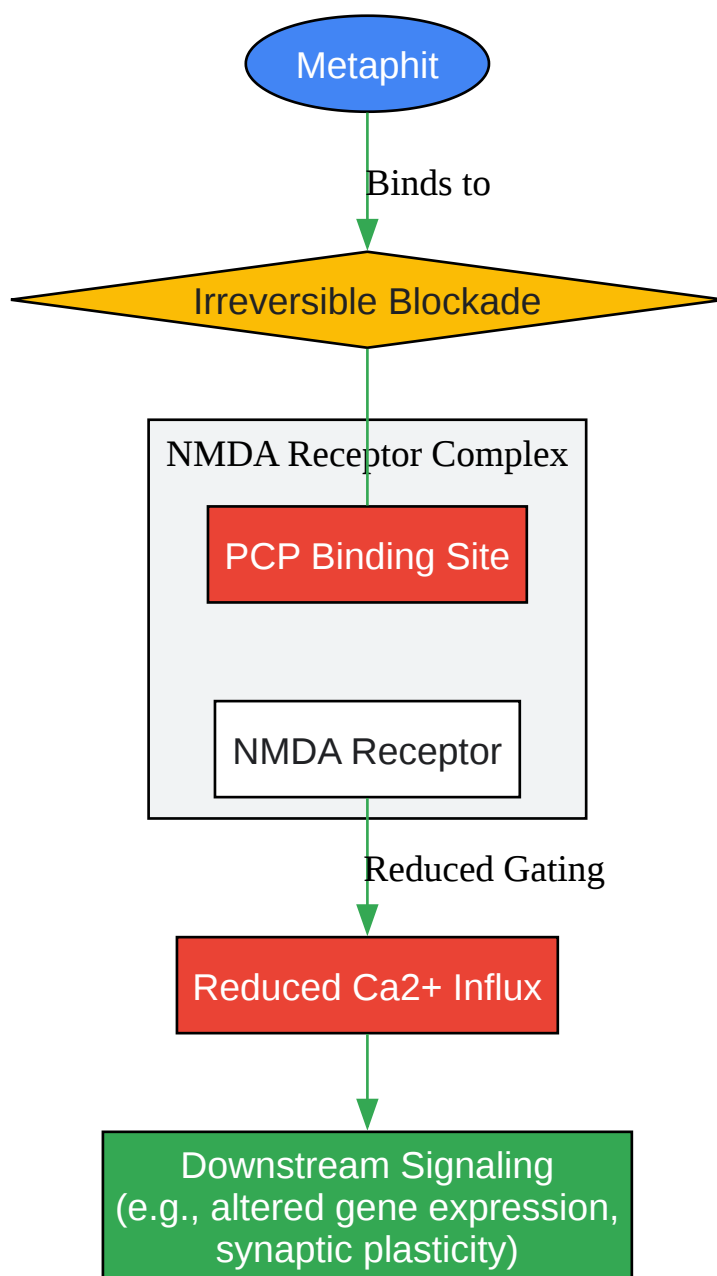 Metaphit
Binds to
Irreversible Blockade
NMDA Receptor Complex
PCP Binding Site
NMDA Receptor
Reduced Gating
Reduced Ca2+ Influx
Downstream Signaling
(e.g., altered gene expression,
synaptic plasticity)